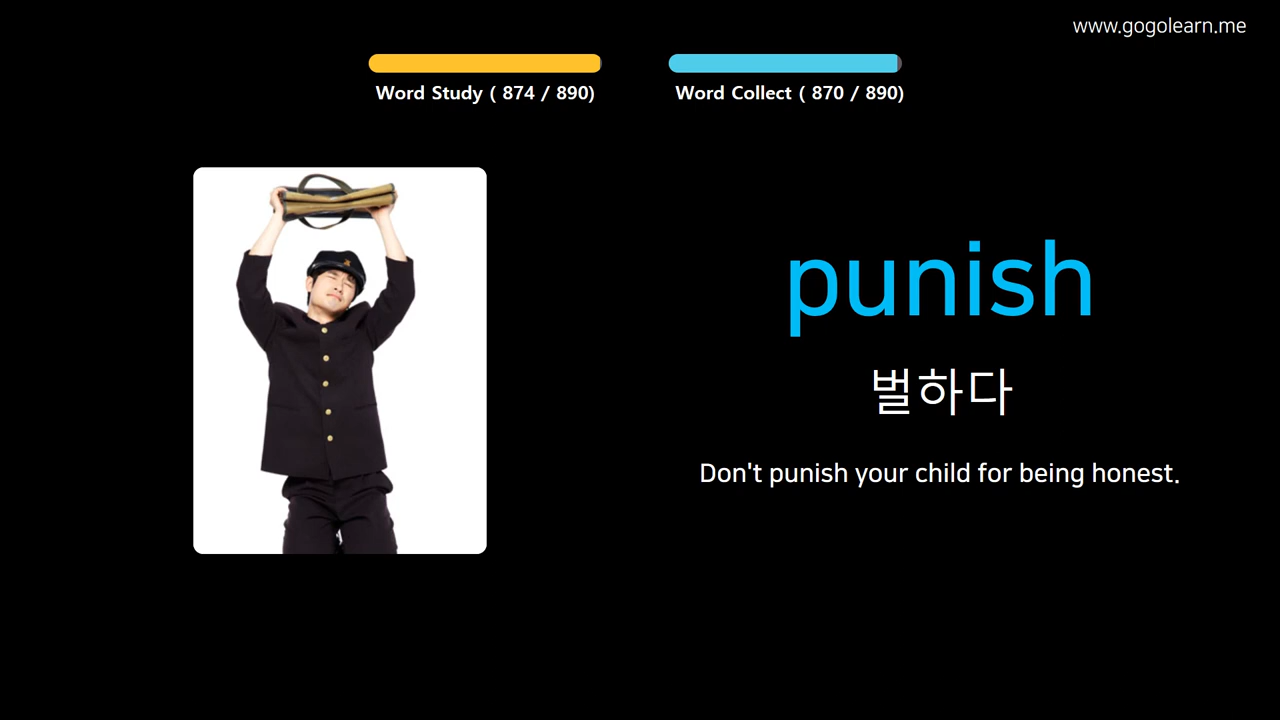 www.gogolearn.me
Word Study ( 874 / 890)
Word Collect ( 870 / 890)
punish
벌하다
Don't punish your child for being honest.